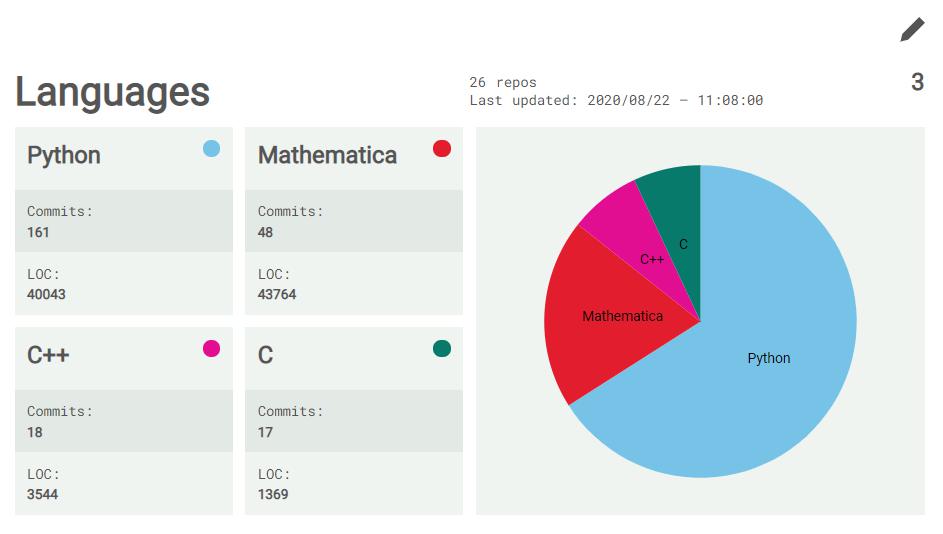 Languages
26 repos
Last updated: 2020/08/22 – 11:08:00
3
Python
Commits:
161
LOC:
40043
Mathematica
Commits:
48
LOC:
43764
C++
Commits:
18
LOC:
3544
C
Commits:
17
LOC:
1369
C
C++
Mathematica
Python